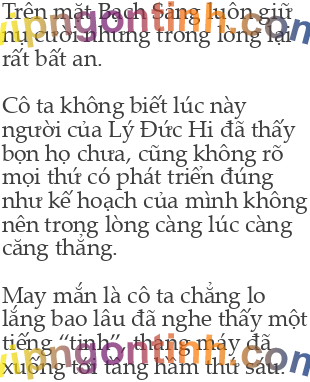 Trên mặt Bạch Sảng luôn giữ
nụ cười nhưng trong lòng lại
rất bất an.
Cô ta không biết lúc này
người của Lý Đức Hi đã thấy
bọn họ chưa, cũng không rõ
mọi thứ có phát triển đúng
như kế hoạch của mình không
nên trong lòng càng lúc càng
căng thẳng.
May mắn là cô ta chẳng lo
lắng bao lâu đã nghe thấy một
tiếng “tinh”, thang máy đã
xuống tới tầng hầm thứ sáu.
vipngontinh.com
vipngontinh.com